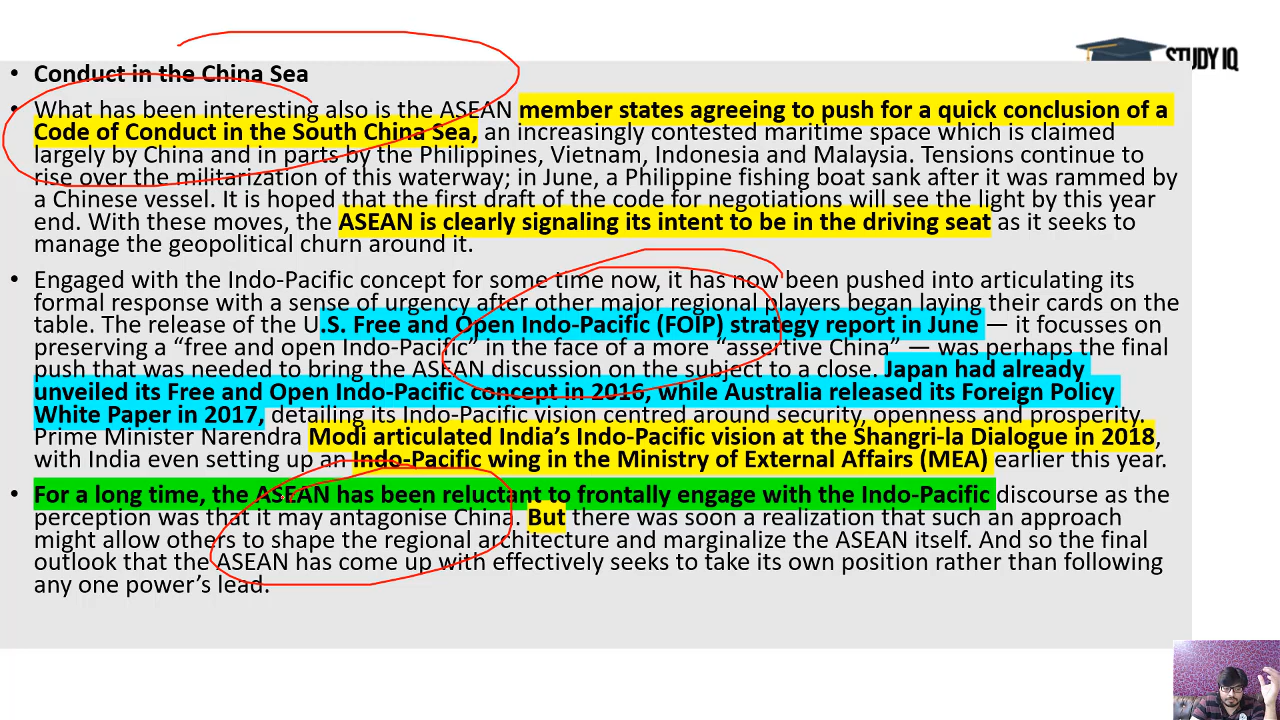 STUDY IQ
• Conduct in the China Sea
• What has been interesting also is the ASEAN member states agreeing to push for a quick conclusion of a
Code of Conduct in the South China Sea, an increasingly contested maritime space which is claimed
largely by China and in parts by the Philippines, Vietnam, Indonesia and Malaysia. Tensions continue to
rise over the militarization of this waterway; in June, a Philippine fishing boat sank after it was rammed by
a Chinese vessel. It is hoped that the first draft of the code for negotiations will see the light by this year
end. With these moves, the ASEAN is clearly signaling its intent to be in the driving seat as it seeks to
manage the geopolitical churn around it.
• Engaged with the Indo-Pacific concept for some time now, it has now been pushed into articulating its
formal response with a sense of urgency after other major regional players began laying their cards on the
table. The release of the U.S. Free and Open Indo-Pacific (FOIP) strategy report in June — it focusses on
preserving a “free and open Indo-Pacific” in the face of a more “assertive China” — was perhaps the final
push that was needed to bring the ASEAN discussion on the subject to a close. Japan had already
unveiled its Free and Open Indo-Pacific concept in 2016, while Australia released its Foreign Policy
White Paper in 2017, detailing its Indo-Pacific vision centred around security, openness and prosperity.
Prime Minister Narendra Modi articulated India’s Indo-Pacific vision at the Shangri-la Dialogue in 2018,
with India even setting up an Indo-Pacific wing in the Ministry of External Affairs (MEA) earlier this year.
• For a long time, the ASEAN has been reluctant to frontally engage with the Indo-Pacific discourse as the
perception was that it may antagonise China. But there was soon a realization that such an approach
might allow others to shape the regional architecture and marginalize the ASEAN itself. And so the final
outlook that the ASEAN has come up with effectively seeks to take its own position rather than following
any one power’s lead.